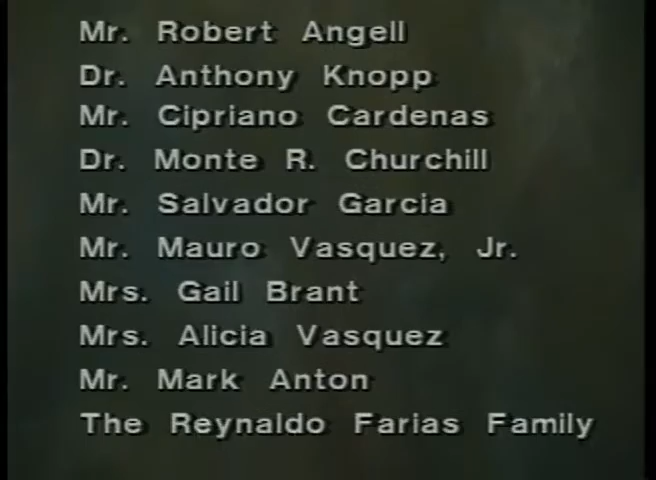 Mr. Robert Angell
Dr. Anthony Knopp
Mr. Cipriano Cardenas
Dr. Monte R. Churchill
Mr. Salvador Garcia
Mr. Mauro Vasquez, Jr.
Mrs. Gail Brant
Mrs. Alicia Vasquez
Mr. Mark Anton
The Reynaldo Farias Family